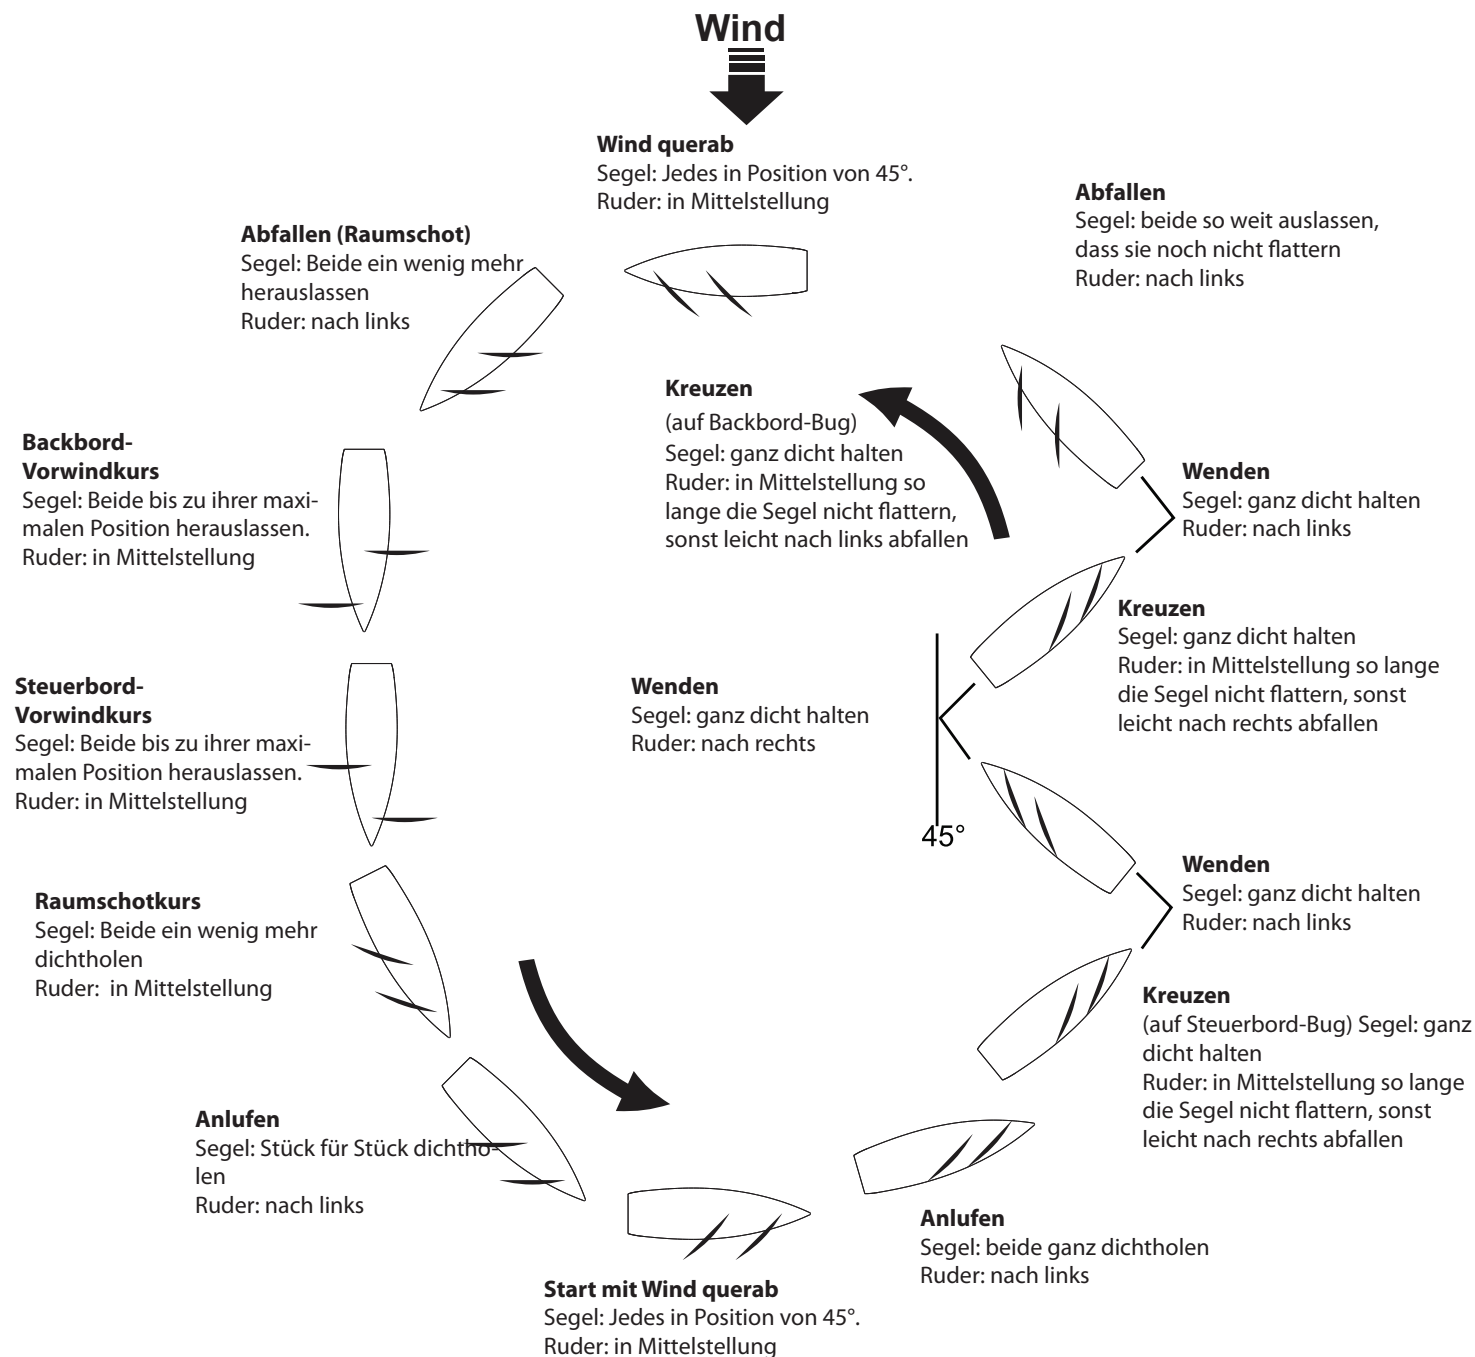 Wind
Wind querab
Segel: Jedes in Position von 45°.
Ruder: in Mittelstellung
Abfallen
Segel: beide so weit auslassen,
dass sie noch nicht flattern
Ruder: nach links
Abfallen (Raumschot)
Segel: Beide ein wenig mehr
herauslassen
Ruder: nach links
Kreuzen
(auf Backbord-Bug)
Segel: ganz dicht halten
Ruder: in Mittelstellung so
lange die Segel nicht flattern,
sonst leicht nach links abfallen
Backbord-
Vorwindkurs
Segel: Beide bis zu ihrer maxi-
malen Position herauslassen.
Ruder: in Mittelstellung
Wenden
Segel: ganz dicht halten
Ruder: nach links
Kreuzen
Segel: ganz dicht halten
Ruder: in Mittelstellung so lange
die Segel nicht flattern, sonst
leicht nach rechts abfallen
Steuerbord-
Vorwindkurs
Segel: Beide bis zu ihrer maxi-
malen Position herauslassen.
Ruder: in Mittelstellung
Wenden
Segel: ganz dicht halten
Ruder: nach rechts
45°
Wenden
Segel: ganz dicht halten
Ruder: nach links
Raumschotkurs
Segel: Beide ein wenig mehr
dichtholen
Ruder:  in Mittelstellung
Kreuzen
(auf Steuerbord-Bug) Segel: ganz
dicht halten
Ruder: in Mittelstellung so lange
die Segel nicht flattern, sonst
leicht nach rechts abfallen
Anlufen
Segel: Stück für Stück dichtho-
len
Ruder: nach links
Anlufen
Segel: beide ganz dichtholen
Ruder: nach links
Start mit Wind querab
Segel: Jedes in Position von 45°.
Ruder: in Mittelstellung